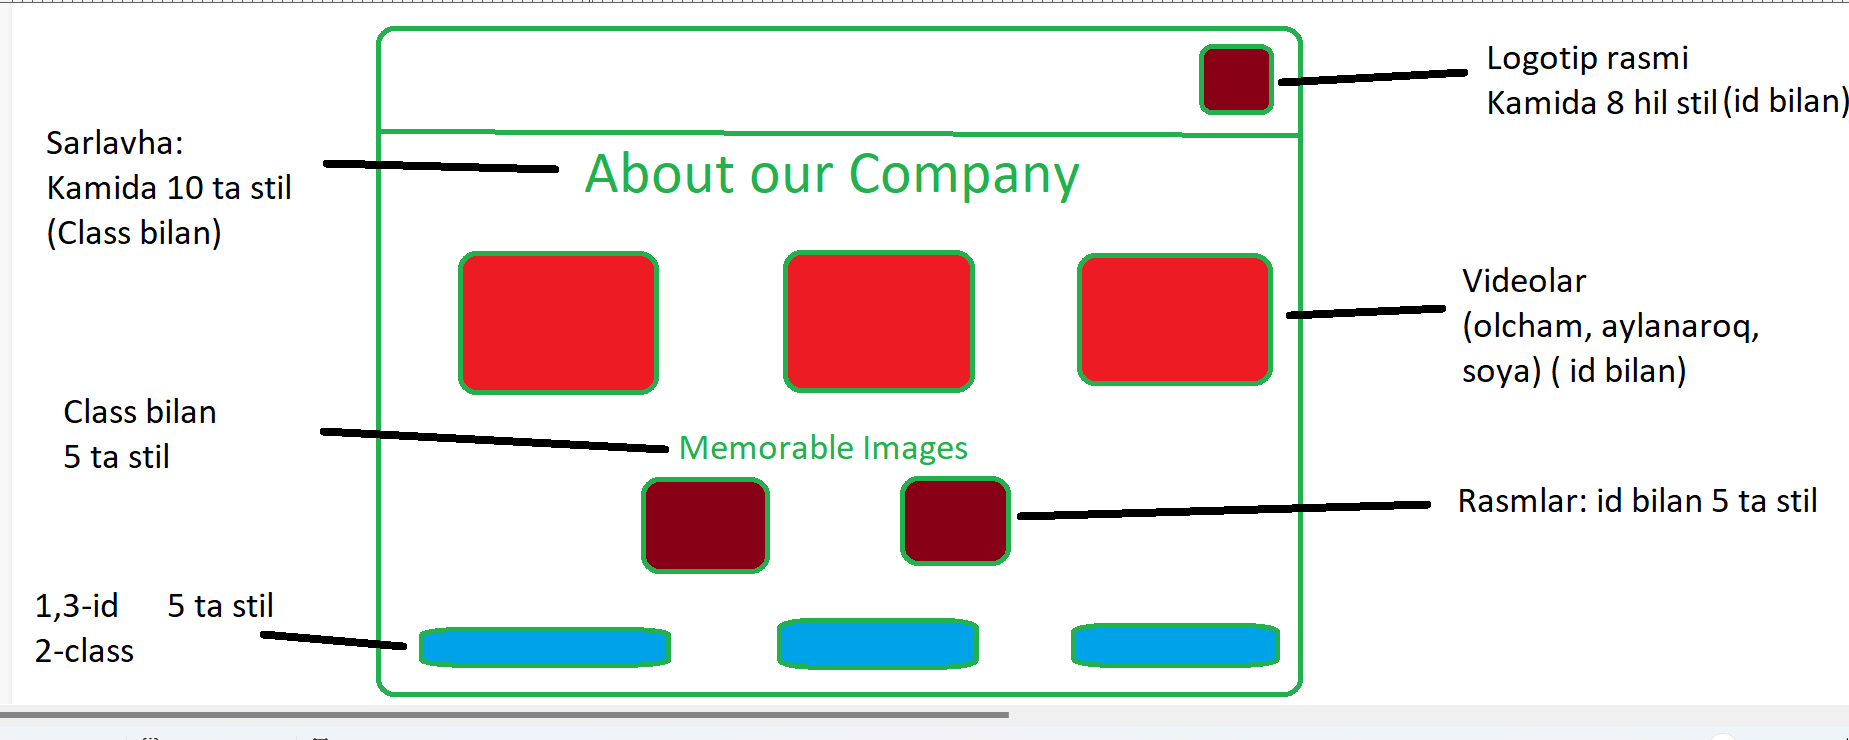 Logotip rasmi
Kamida 8 hil stil (id bilan)
Sarlavha:
Kamida 10 ta stil
(Class bilan)
About our Company
Videolar
(olcham, aylanaroq,
soya) ( id bilan)
Class bilan
5 ta stil
Memorable Images
Rasmlar: id bilan 5 ta stil
1,3-id 5 ta stil
2-class